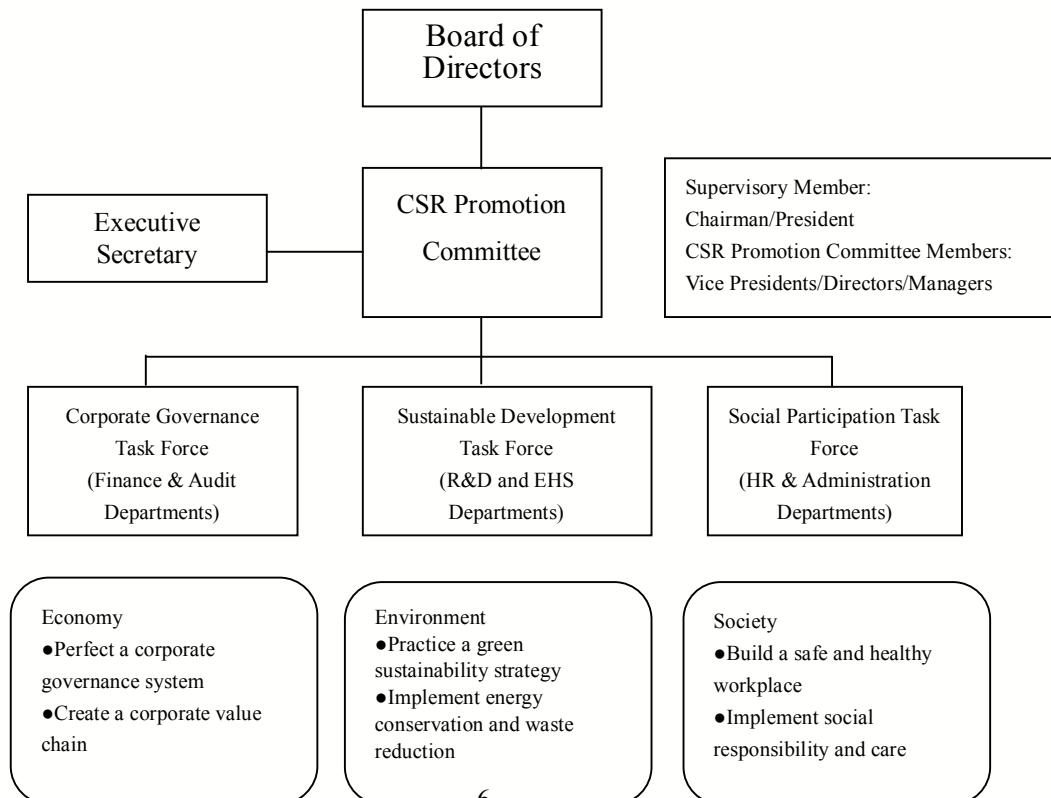 Board of
Directors
CSR Promotion
Committee
Executive
Secretary
Supervisory Member:
Chairman/President
CSR Promotion Committee Members:
Vice Presidents/Directors/Managers
Corporate Governance
Task Force
(Finance & Audit
Departments)
Sustainable Development
Task Force
(R&D and EHS
Departments)
Social Participation Task
Force
(HR & Administration
Departments)
Economy
●Perfect a corporate
governance system
●Create a corporate value
chain
Environment
●Practice a green
sustainability strategy
●Implement energy
conservation and waste
reduction
Society
●Build a safe and healthy
workplace
●Implement social
responsibility and care
6